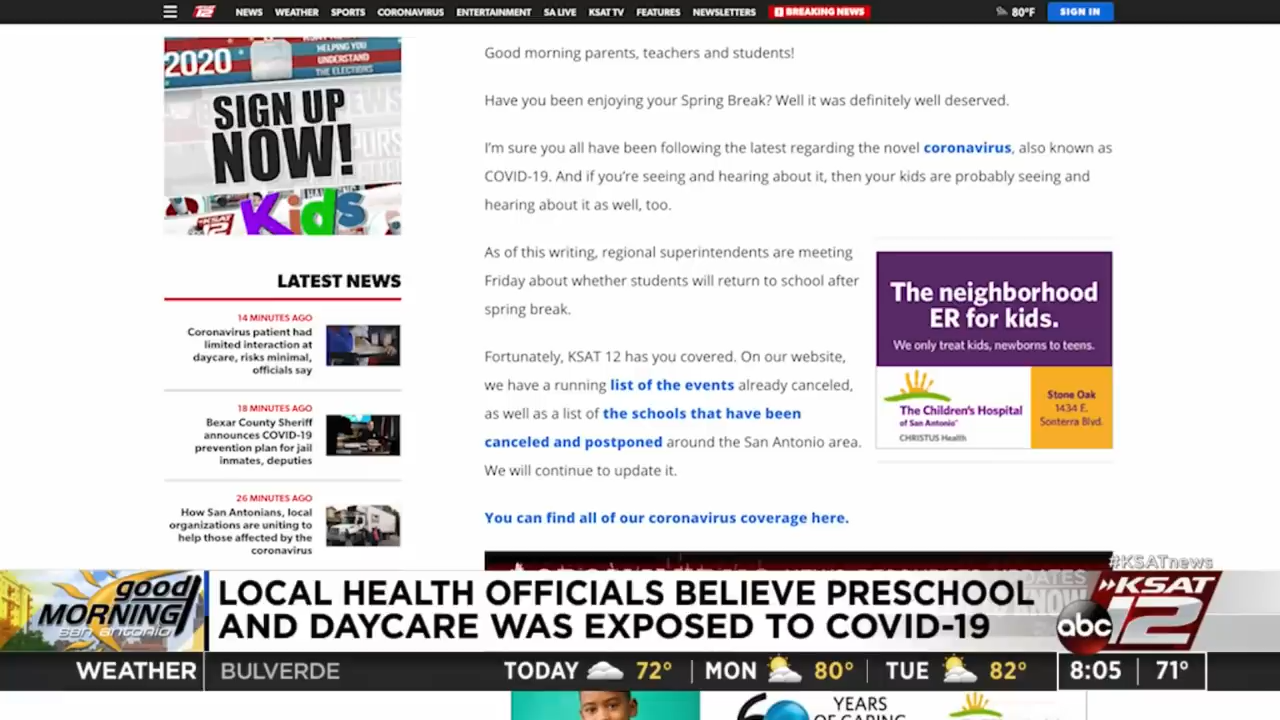 KSAT 12
NEWS
WEATHER
SPORTS
CORONAVIRUS
ENTERTAINMENT
SA LIVE
KSAT TV
FEATURES
NEWSLETTERS
BREAKING NEWS
80°F
SIGN IN
2020
HELPING YOU
UNDERSTAND
THE ELECTIONS
SIGN UP
NOW!
KSAT
Kids
LATEST NEWS
14 MINUTES AGO
Coronavirus patient had
limited interaction at
daycare, risks minimal,
officials say
18 MINUTES AGO
Bexar County Sheriff
announces COVID-19
prevention plan for jail
inmates, deputies
26 MINUTES AGO
How San Antonians, local
organizations are uniting to
help those affected by the
coronavirus
Good morning parents, teachers and students!
Have you been enjoying your Spring Break? Well it was definitely well deserved.
I'm sure you all have been following the latest regarding the novel coronavirus, also known as
COVID-19. And if you're seeing and hearing about it, then your kids are probably seeing and
hearing about it as well, too.
As of this writing, regional superintendents are meeting
Friday about whether students will return to school after
spring break.
Fortunately, KSAT 12 has you covered. On our website,
we have a running list of the events already canceled,
as well as a list of the schools that have been
canceled and postponed around the San Antonio area.
We will continue to update it.
You can find all of our coronavirus coverage here.
The neighborhood
ER for kids.
We only treat kids, newborns to teens.
The Children's Hospital
of San Antonio
CHRISTUS Health
Stone Oak
1434 E.
Sonterra Blvd.
#KSATnews
good
MORNING
san antonio
LOCAL HEALTH OFFICIALS BELIEVE PRESCHOOL
AND DAYCARE WAS EXPOSED TO COVID-19
KSAT
abc 12
WEATHER
BULVERDE
TODAY 72°
MON 80°
TUE 82°
8:05
71°
YEARS
OF CARING